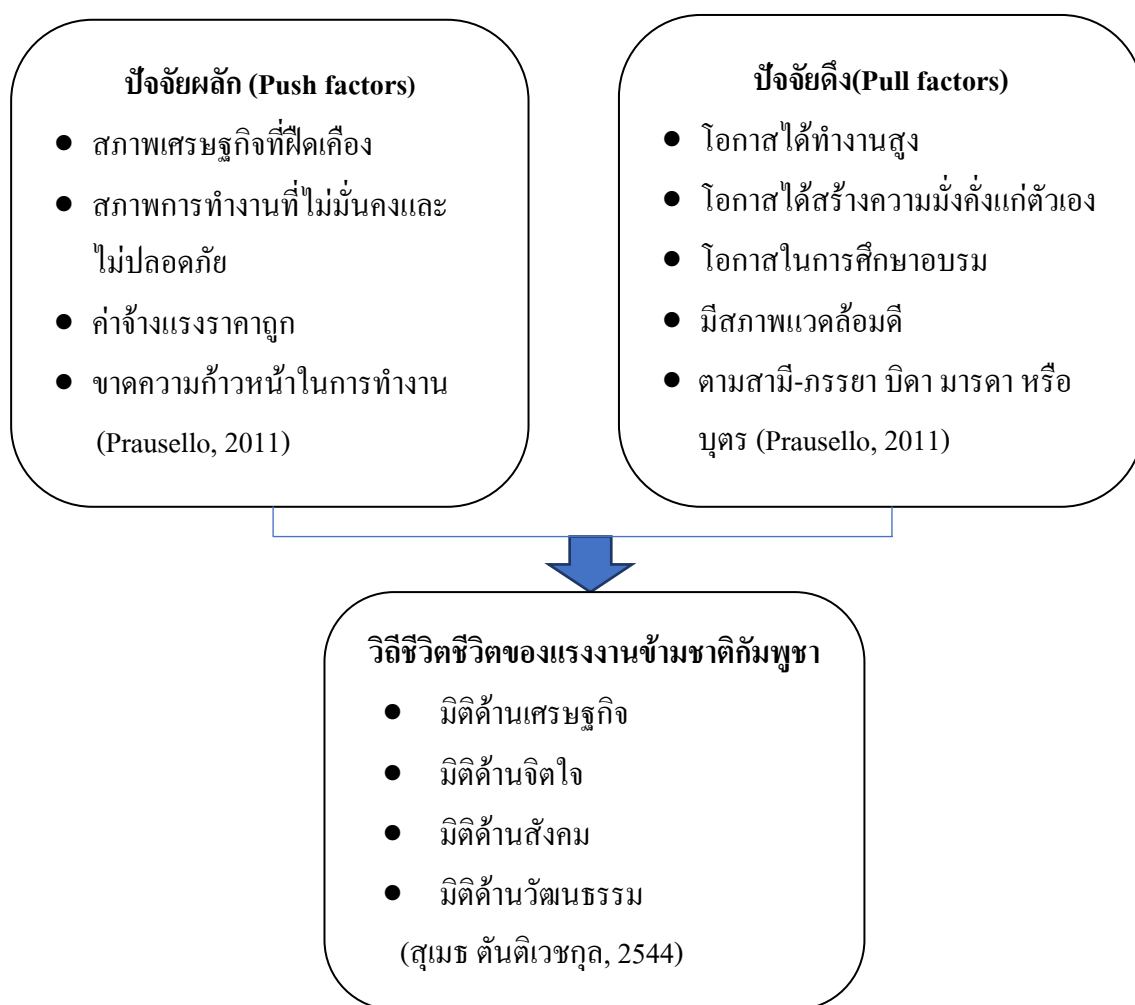 ปัจจัยผลัก (Push factors)
● สภาพเศรษฐกิจที่ฝืดเคือง
● สภาพการทำงานที่ไม่มั่นคงและ
ไม่ปลอดภัย
● ค่าจ้างแรงราคาถูก
● ขาดความก้าวหน้าในการทำงาน
(Prausello, 2011)
ปัจจัยดึง(Pull factors)
● โอกาสได้ทำงานสูง
● โอกาสได้สร้างความมั่งคั่งแก่ตัวเอง
● โอกาสในการศึกษาอบรม
● มีสภาพแวดล้อมดี
● ตามสามี-ภรรยา บิดา มารดา หรือ
บุตร (Prausello, 2011)
วิถีชีวิตชีวิตของแรงงานข้ามชาติกัมพูชา
● มิติด้านเศรษฐกิจ
● มิติด้านจิตใจ
● มิติด้านสังคม
● มิติด้านวัฒนธรรม
(สุเมธ ตันติเวชกุล, 2544)